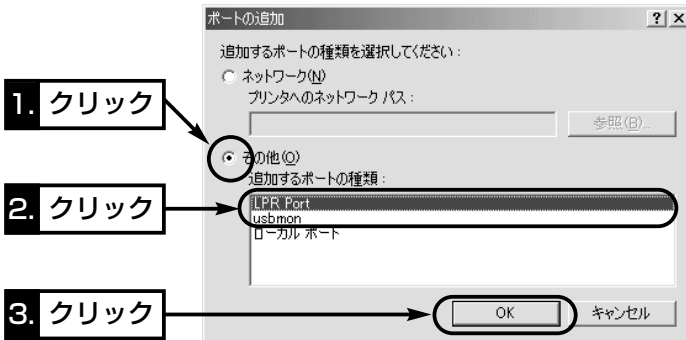 ポートの追加
追加するポートの種類を選択してください:
ネットワーク(N)
プリンタへのネットワーク パス:
参照(B)...
1. クリック
その他(O)
追加するポートの種類:
2. クリック
LPR Port
usbmon
ローカル ポート
3. クリック
OK
キャンセル